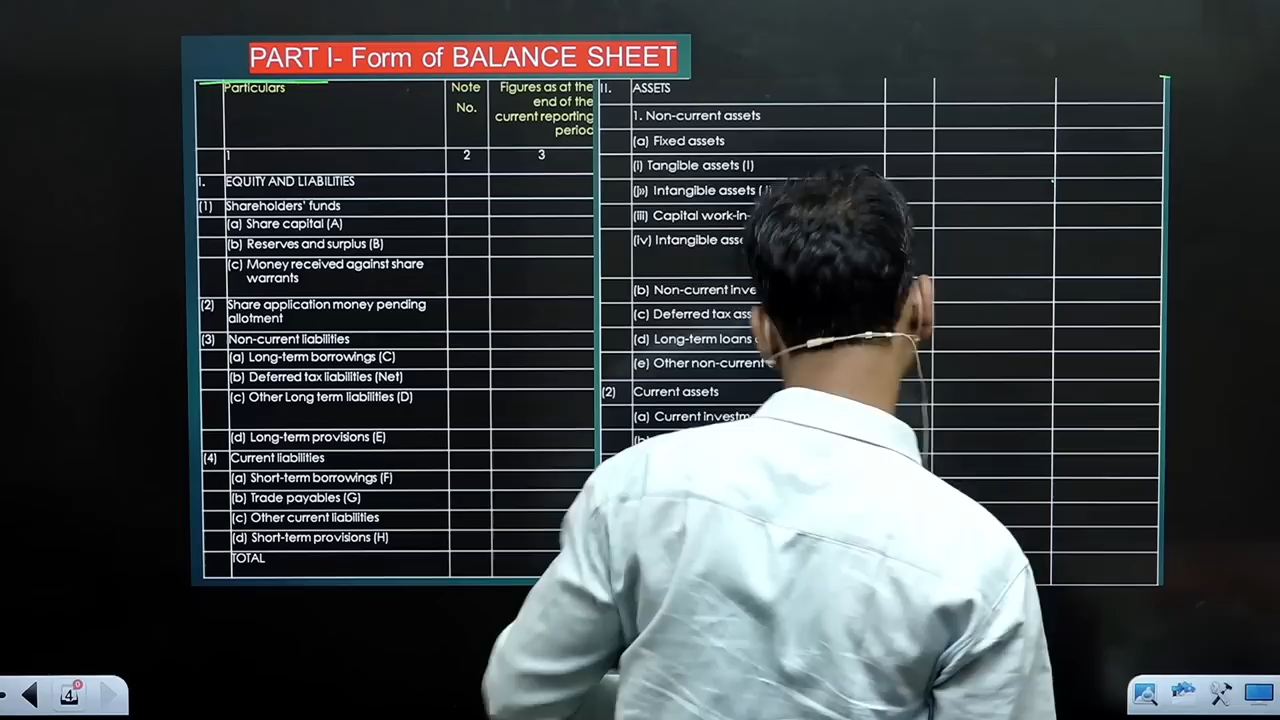 PART I- Form of BALANCE SHEET
Particulars
Note
No.
Figures as at the
end of the
current reporting
period
1
2
3
I. EQUITY AND LIABILITIES
(1) Shareholders' funds
(a) Share capital (A)
(b) Reserves and surplus (B)
(c) Money received against share
warrants
(2) Share application money pending
allotment
(3) Non-current liabilities
(a) Long-term borrowings (C)
(b) Deferred tax liabilities (Net)
(c) Other Long term liabilities (D)
(d) Long-term provisions (E)
(4) Current liabilities
(a) Short-term borrowings (F)
(b) Trade payables (G)
(c) Other current liabilities
(d) Short-term provisions (H)
TOTAL
II. ASSETS
1. Non-current assets
(a) Fixed assets
(i) Tangible assets (I)
Intangible assets
(iii) Capital work-in-
(iv) Intangible
(b) Non-current
(c) Deferred tax
(d) Long-term loans
(e) Other non-current
(2) Current assets
(a) Current
4
0